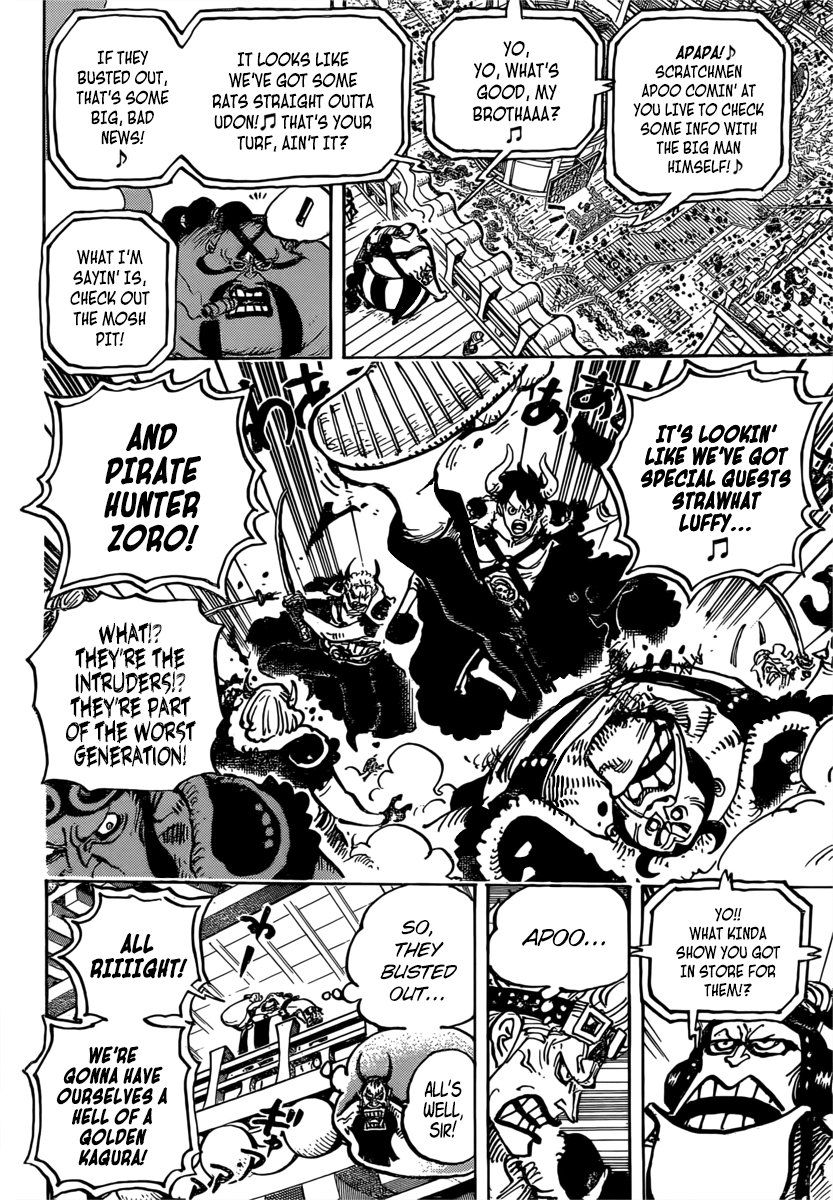 APAPA!♪
SCRATCHMEN
APOO COMIN' AT
YOU LIVE TO CHECK
SOME INFO WITH
THE BIG MAN
HIMSELF!♪
YO,
YO, WHAT'S
GOOD, MY
BROTHAAA?
♫
IT LOOKS LIKE
WE'VE GOT SOME
RATS STRAIGHT OUTTA
UDON!♫ THAT'S YOUR
TURF, AIN'T IT?
IF THEY
BUSTED OUT,
THAT'S SOME
BIG, BAD
NEWS!
♪
WHAT I'M
SAYIN' IS,
CHECK OUT
THE MOSH
PIT!
IT'S LOOKIN'
LIKE WE'VE GOT
SPECIAL GUESTS
STRAWHAT
LUFFY...
♫
AND
PIRATE
HUNTER
ZORO!
WHAT!?
THEY'RE THE
INTRUDERS!?
THEY'RE PART
OF THE WORST
GENERATION!
YO!!
WHAT KINDA
SHOW YOU GOT
IN STORE FOR
THEM!?
APOO...
SO,
THEY
BUSTED
OUT...
ALL'S
WELL,
SIR!
ALL
RIIIIGHT!
WE'RE
GONNA HAVE
OURSELVES A
HELL OF A
GOLDEN
KAGURA!